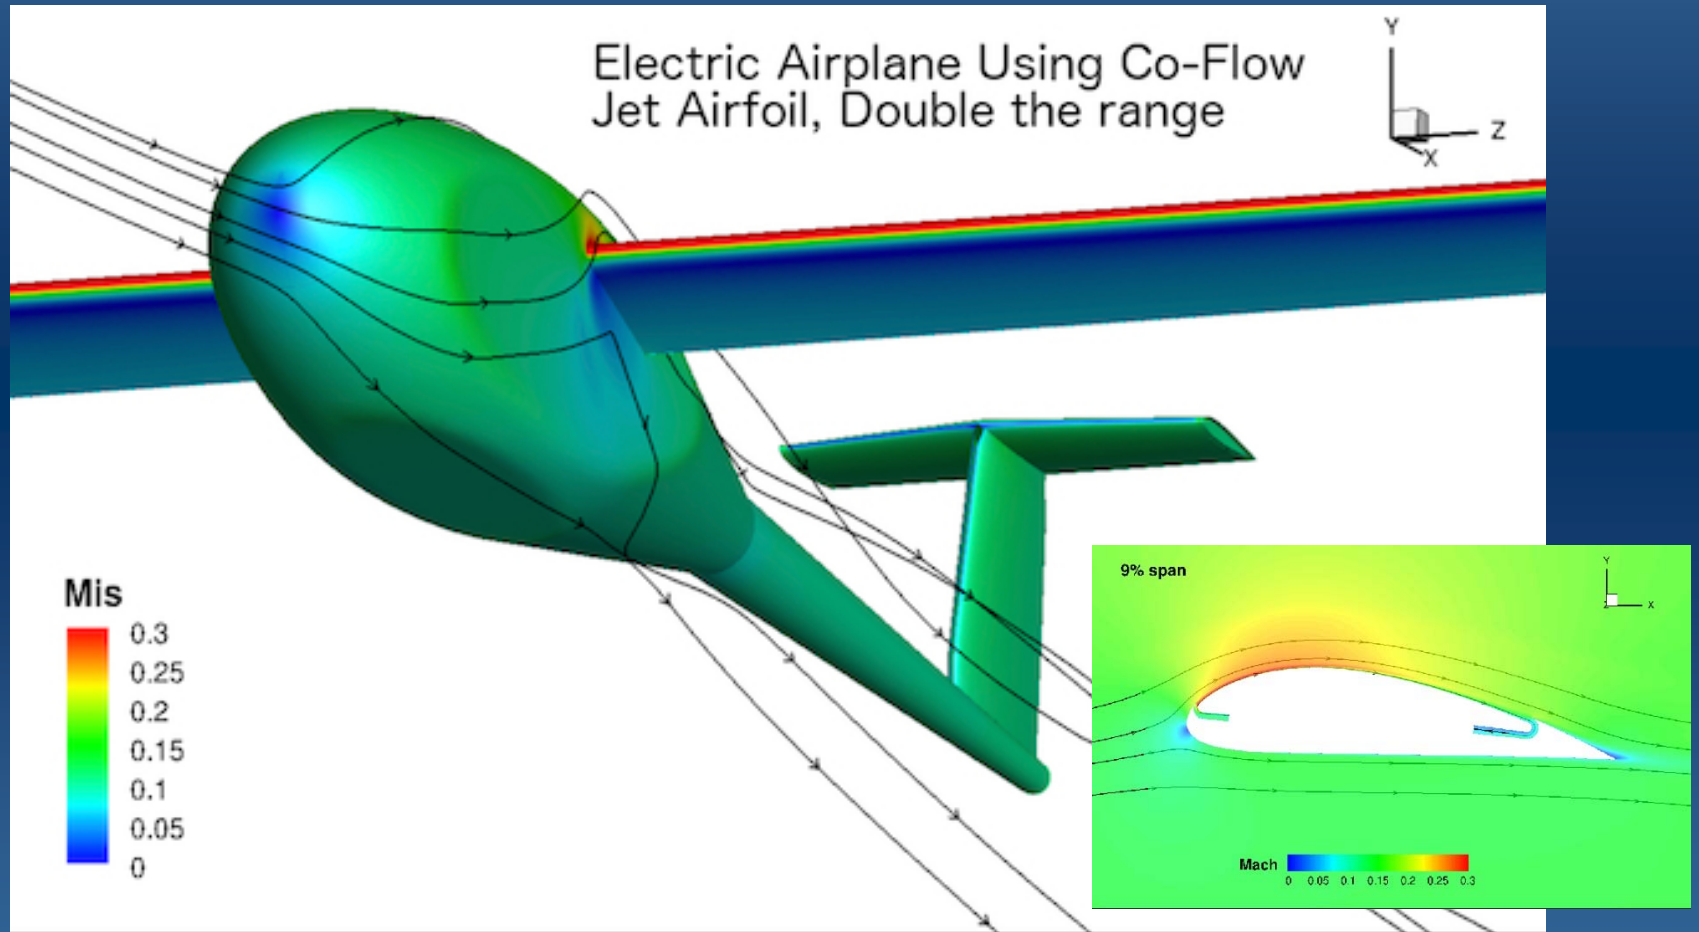 Electric Airplane Using Co-Flow
Jet Airfoil, Double the range
Y
Z
X
Mis
0.3
0.25
0.2
0.15
0.1
0.05
0
9% span
Y
Z
X
Mach
0 0.05 0.1 0.15 0.2 0.25 0.3